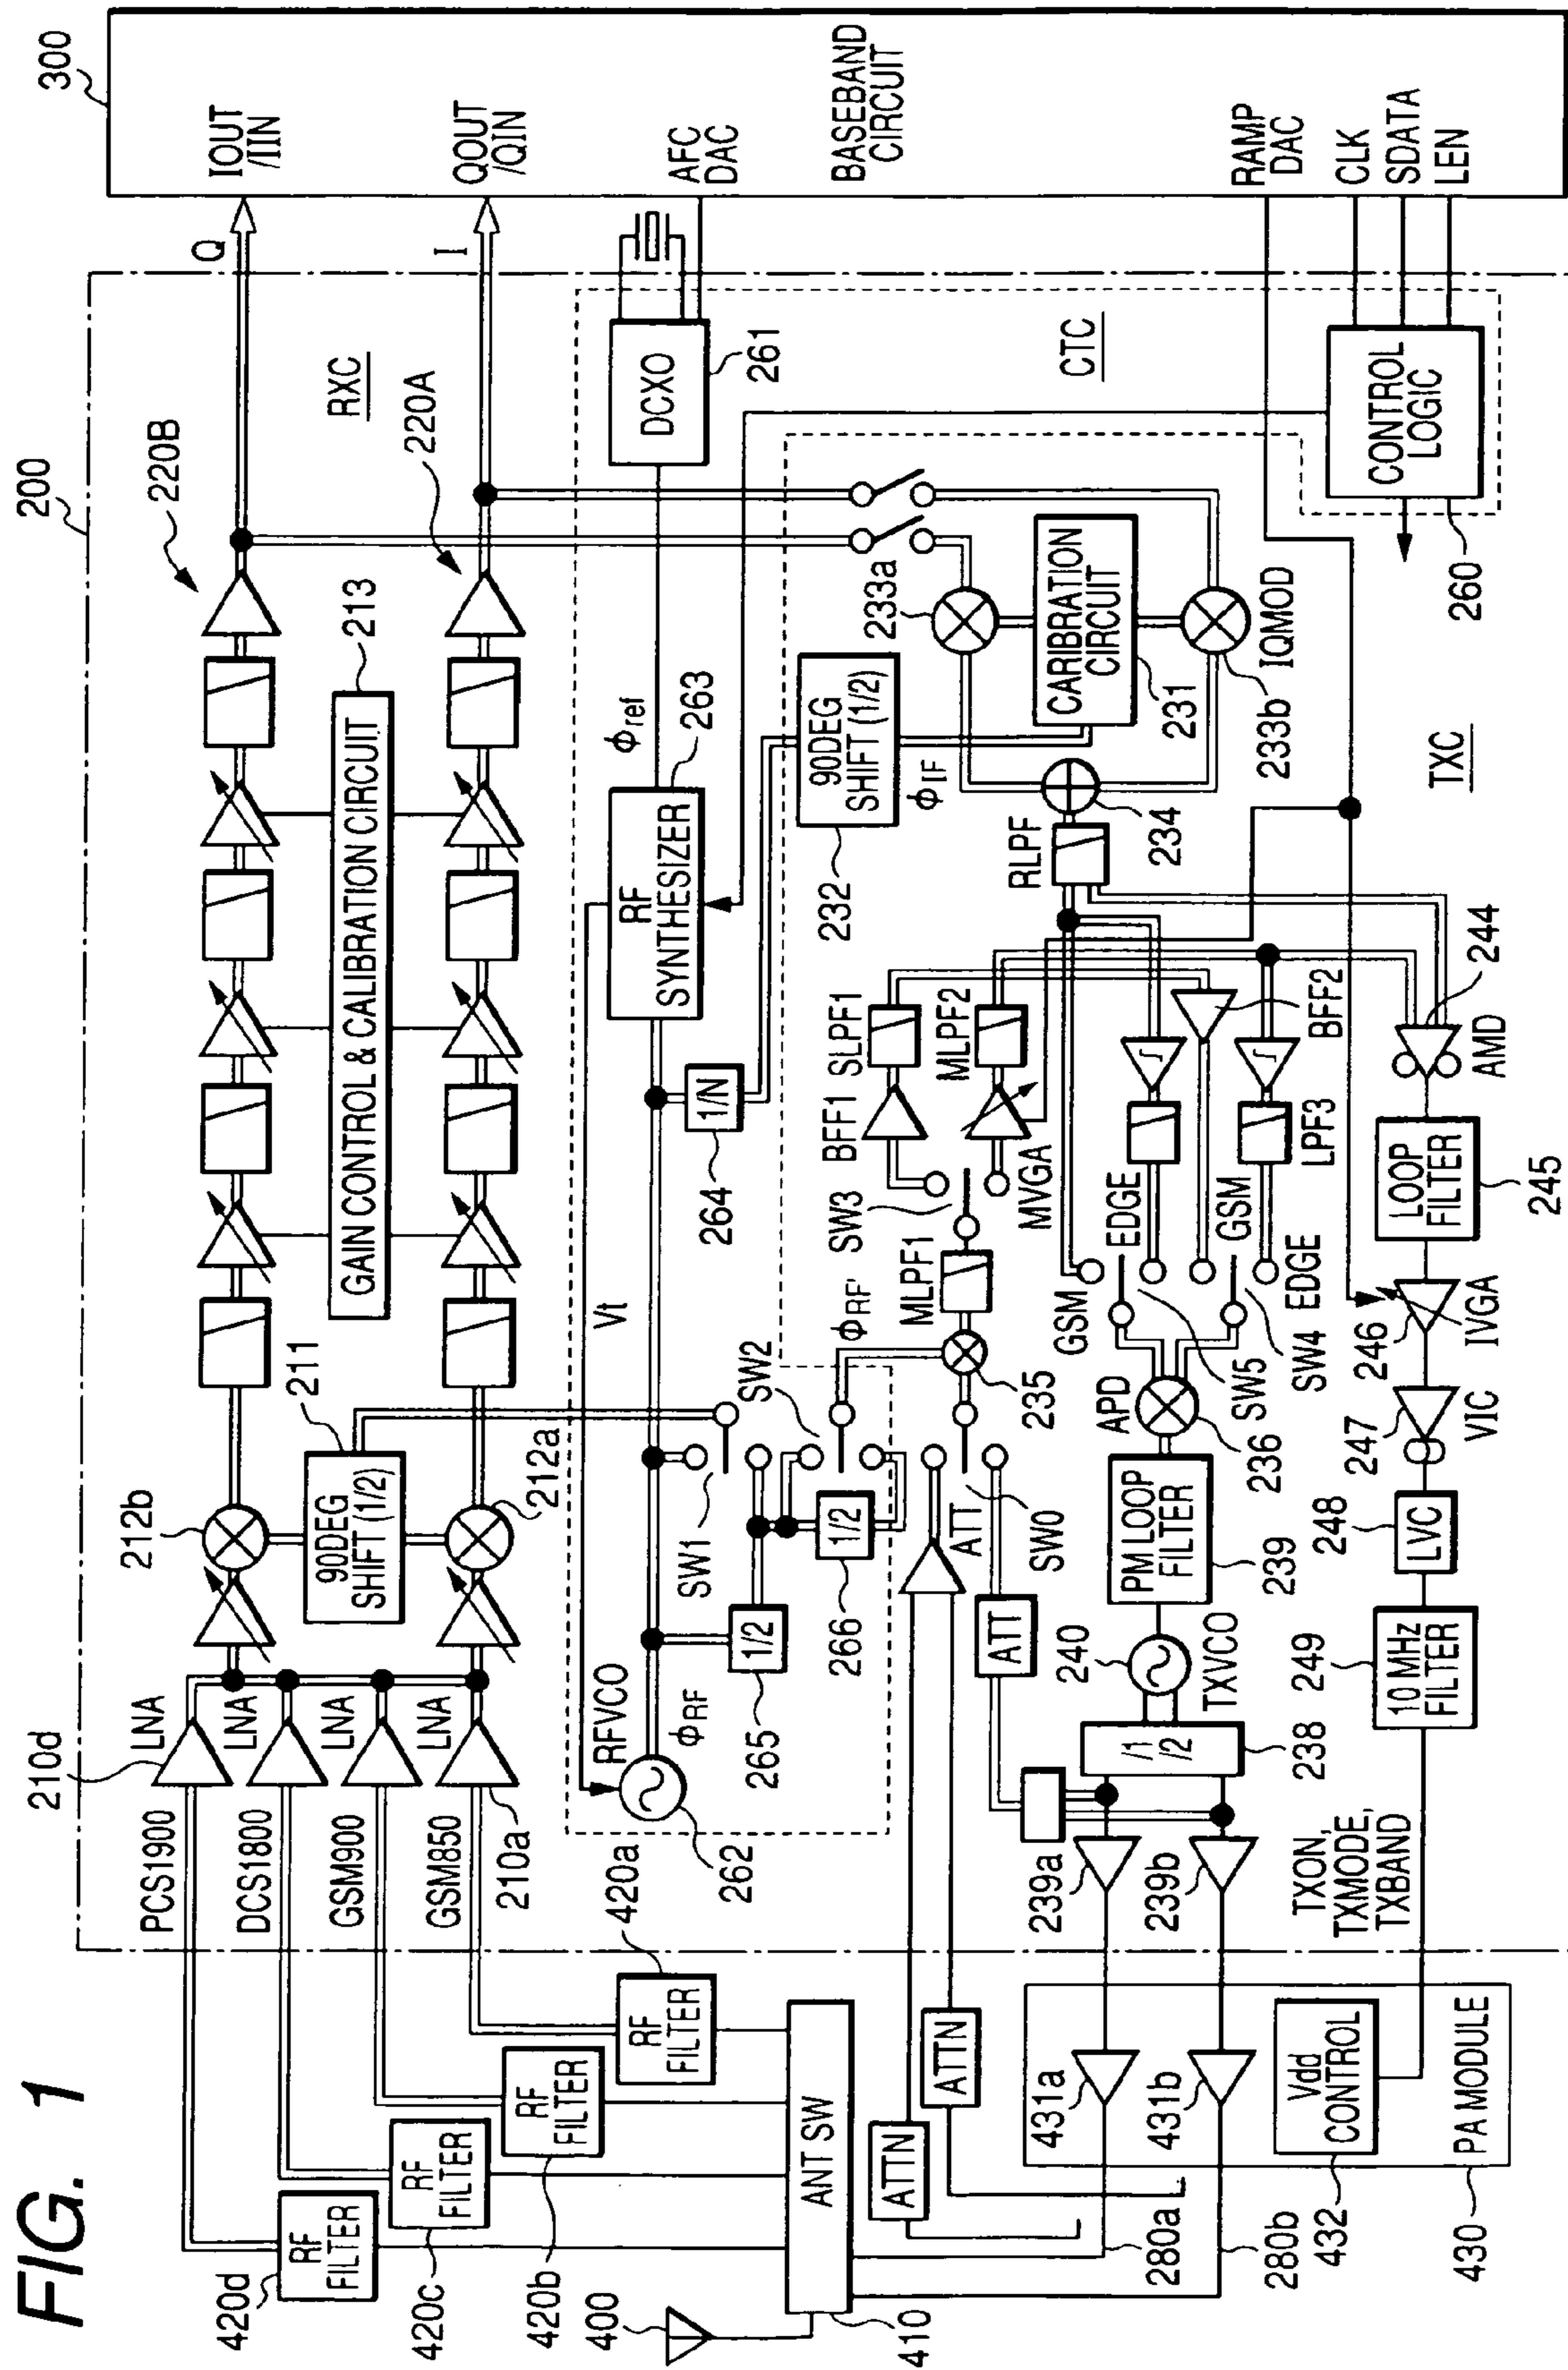 FIG. 1
300
200
IOUT
/IIN
QOUT
/QIN
AFC
DAC
BASEBAND
CIRCUIT
RAMP
DAC
CLK
SDATA
LEN
Q
I
RXC
220B
220A
213
GAIN CONTROL & CALIBRATION CIRCUIT
211
90DEG
SHIFT (1/2)
212b
212a
210d
LNA
LNA
LNA
LNA
210a
PCS1900
DCS1800
GSM900
GSM850
420d
RF
FILTER
420c
RF
FILTER
420b
RF
FILTER
420a
RF
FILTER
400
410
ANT SW
DCXO
261
CTC
Φref
RF
SYNTHESIZER
263
Vt
1/N
264
RFVCO
ΦRF
262
1/2
265
1/2
266
SW1
SW2
CONTROL
LOGIC
260
233a
CARIBRATION
CIRCUIT
231
IQMOD
233b
90DEG
SHIFT (1/2)
232
ΦIF
234
RLPF
TXC
BFF1
SLPF1
MLPF2
MVGA
SW3
MLPF1
ΦRF'
235
ATT
SW0
ATT
244
BFF2
AMD
LPF3
LOOP
FILTER
245
GSM
EDGE
GSM
EDGE
SW4
SW5
APD
236
PM LOOP
FILTER
239
240
TXVCO
/1
/2
238
246
IVGA
247
VIC
248
LVC
249
10 MHz
FILTER
239a
239b
TXON,
TXMODE,
TXBAND
ATTN
ATTN
431a
431b
Vdd
CONTROL
PA MODULE
280a
280b
432
430